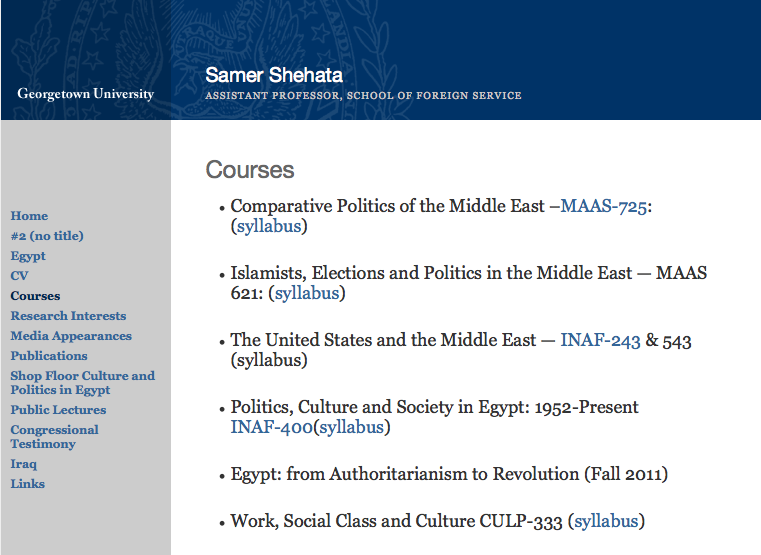 Georgetown University
Samer Shehata
ASSISTANT PROFESSOR, SCHOOL OF FOREIGN SERVICE
Home
#2 (no title)
Egypt
CV
Courses
Research Interests
Media Appearances
Publications
Shop Floor Culture and
Politics in Egypt
Public Lectures
Congressional
Testimony
Iraq
Links
Courses
• Comparative Politics of the Middle East –MAAS-725:
(syllabus)
• Islamists, Elections and Politics in the Middle East — MAAS
621: (syllabus)
• The United States and the Middle East — INAF-243 & 543
(syllabus)
• Politics, Culture and Society in Egypt: 1952-Present
INAF-400(syllabus)
• Egypt: from Authoritarianism to Revolution (Fall 2011)
• Work, Social Class and Culture CULP-333 (syllabus)